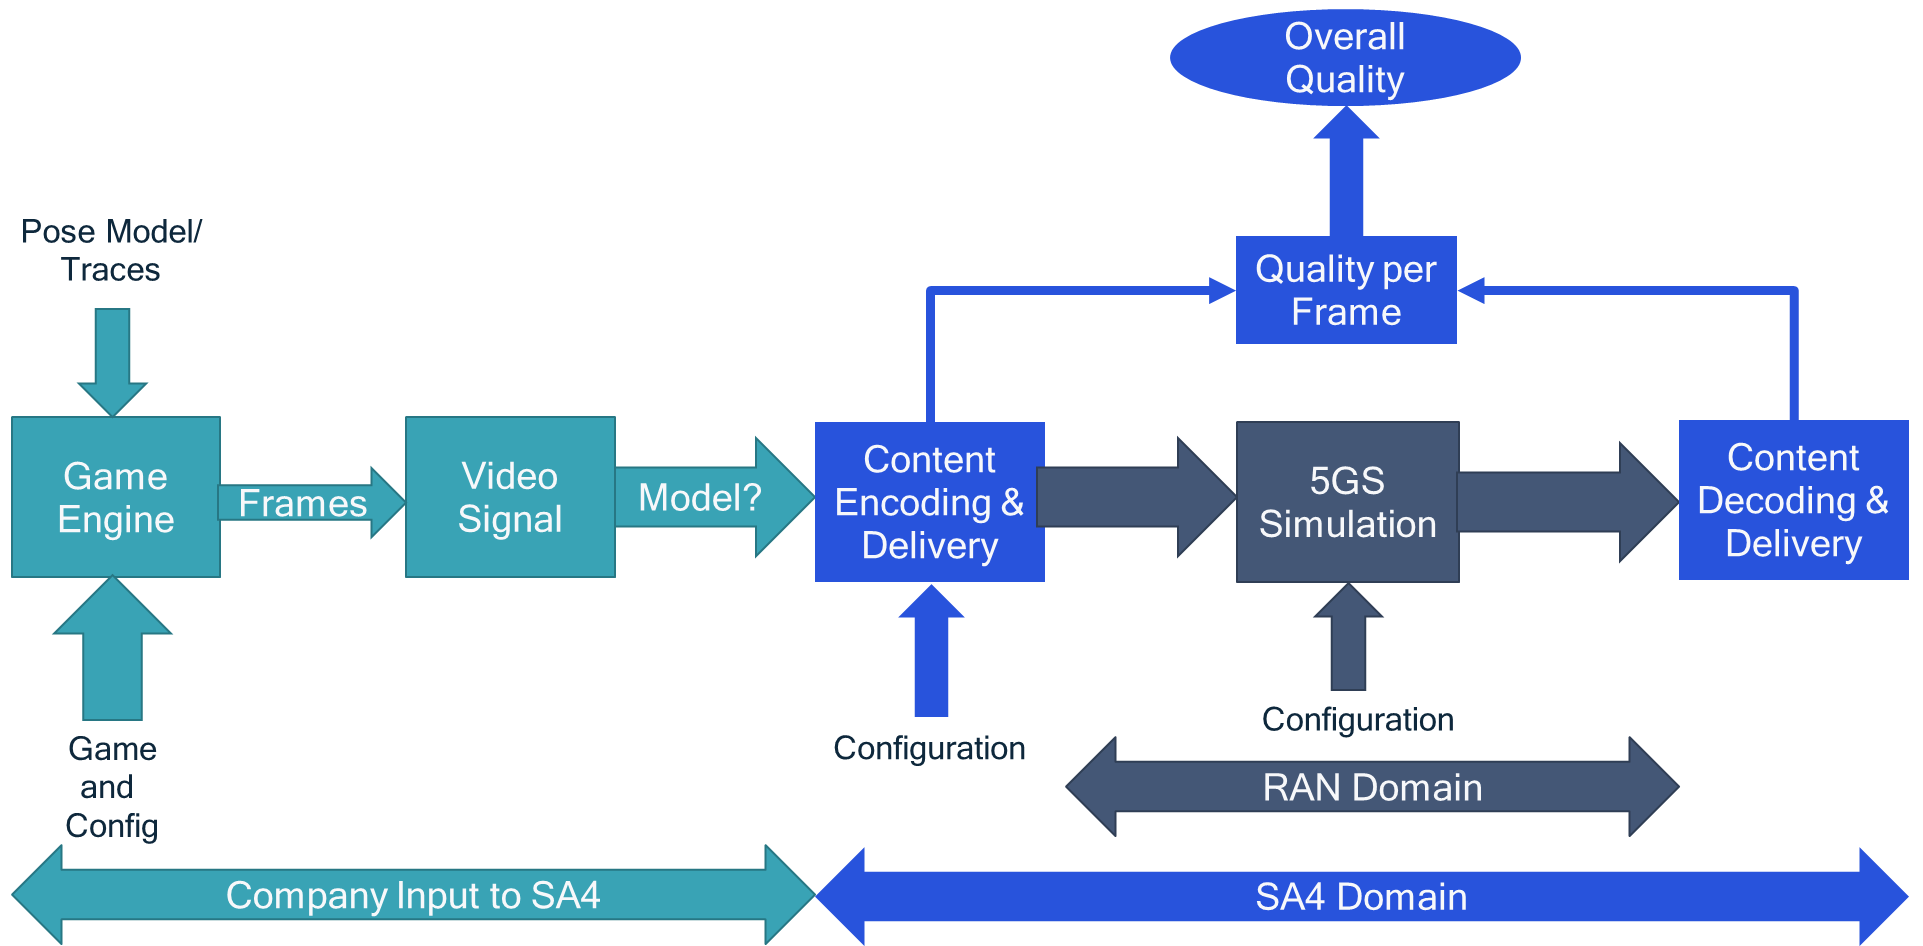 Overall
Quality
Pose Model/
Traces
Quality per
Frame
Game
Engine
Frames
Video
Signal
Model?
Content
Encoding &
Delivery
5GS
Simulation
Content
Decoding &
Delivery
Game
and
Config
Configuration
Configuration
RAN Domain
Company Input to SA4
SA4 Domain